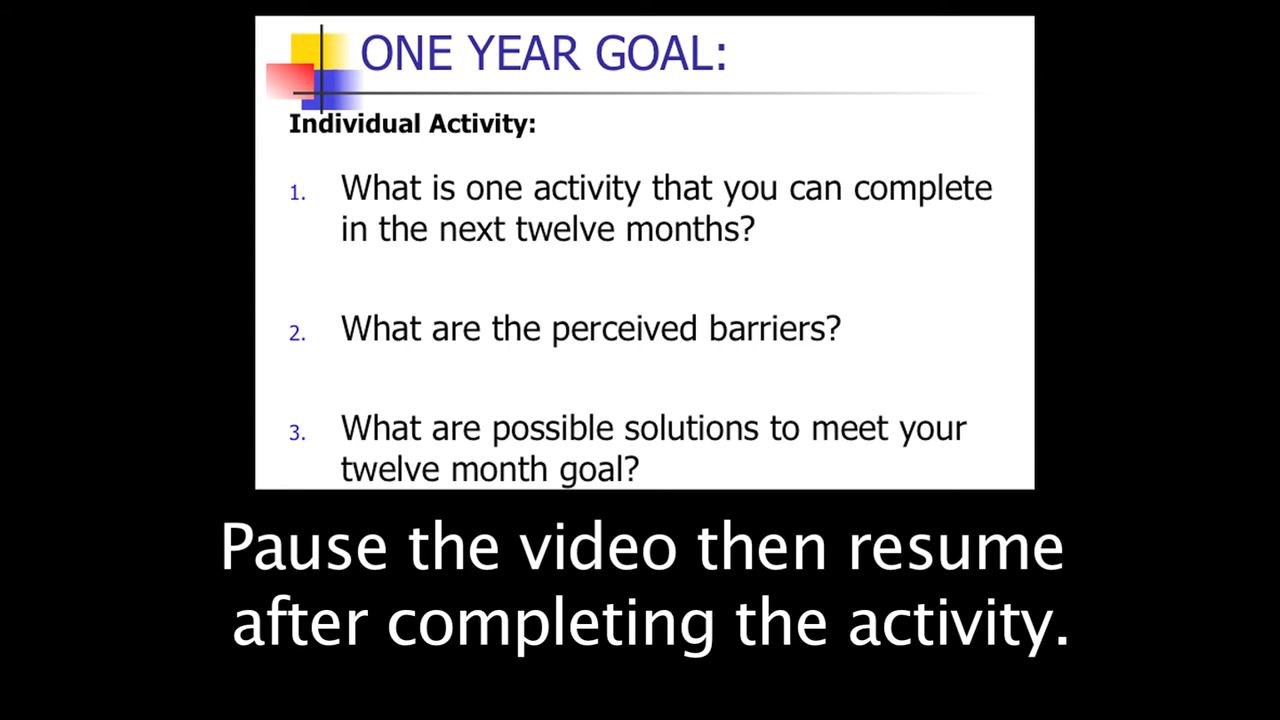 ONE YEAR GOAL:
Individual Activity:
1. What is one activity that you can complete
in the next twelve months?
2. What are the perceived barriers?
3. What are possible solutions to meet your
twelve month goal?
Pause the video then resume
after completing the activity.